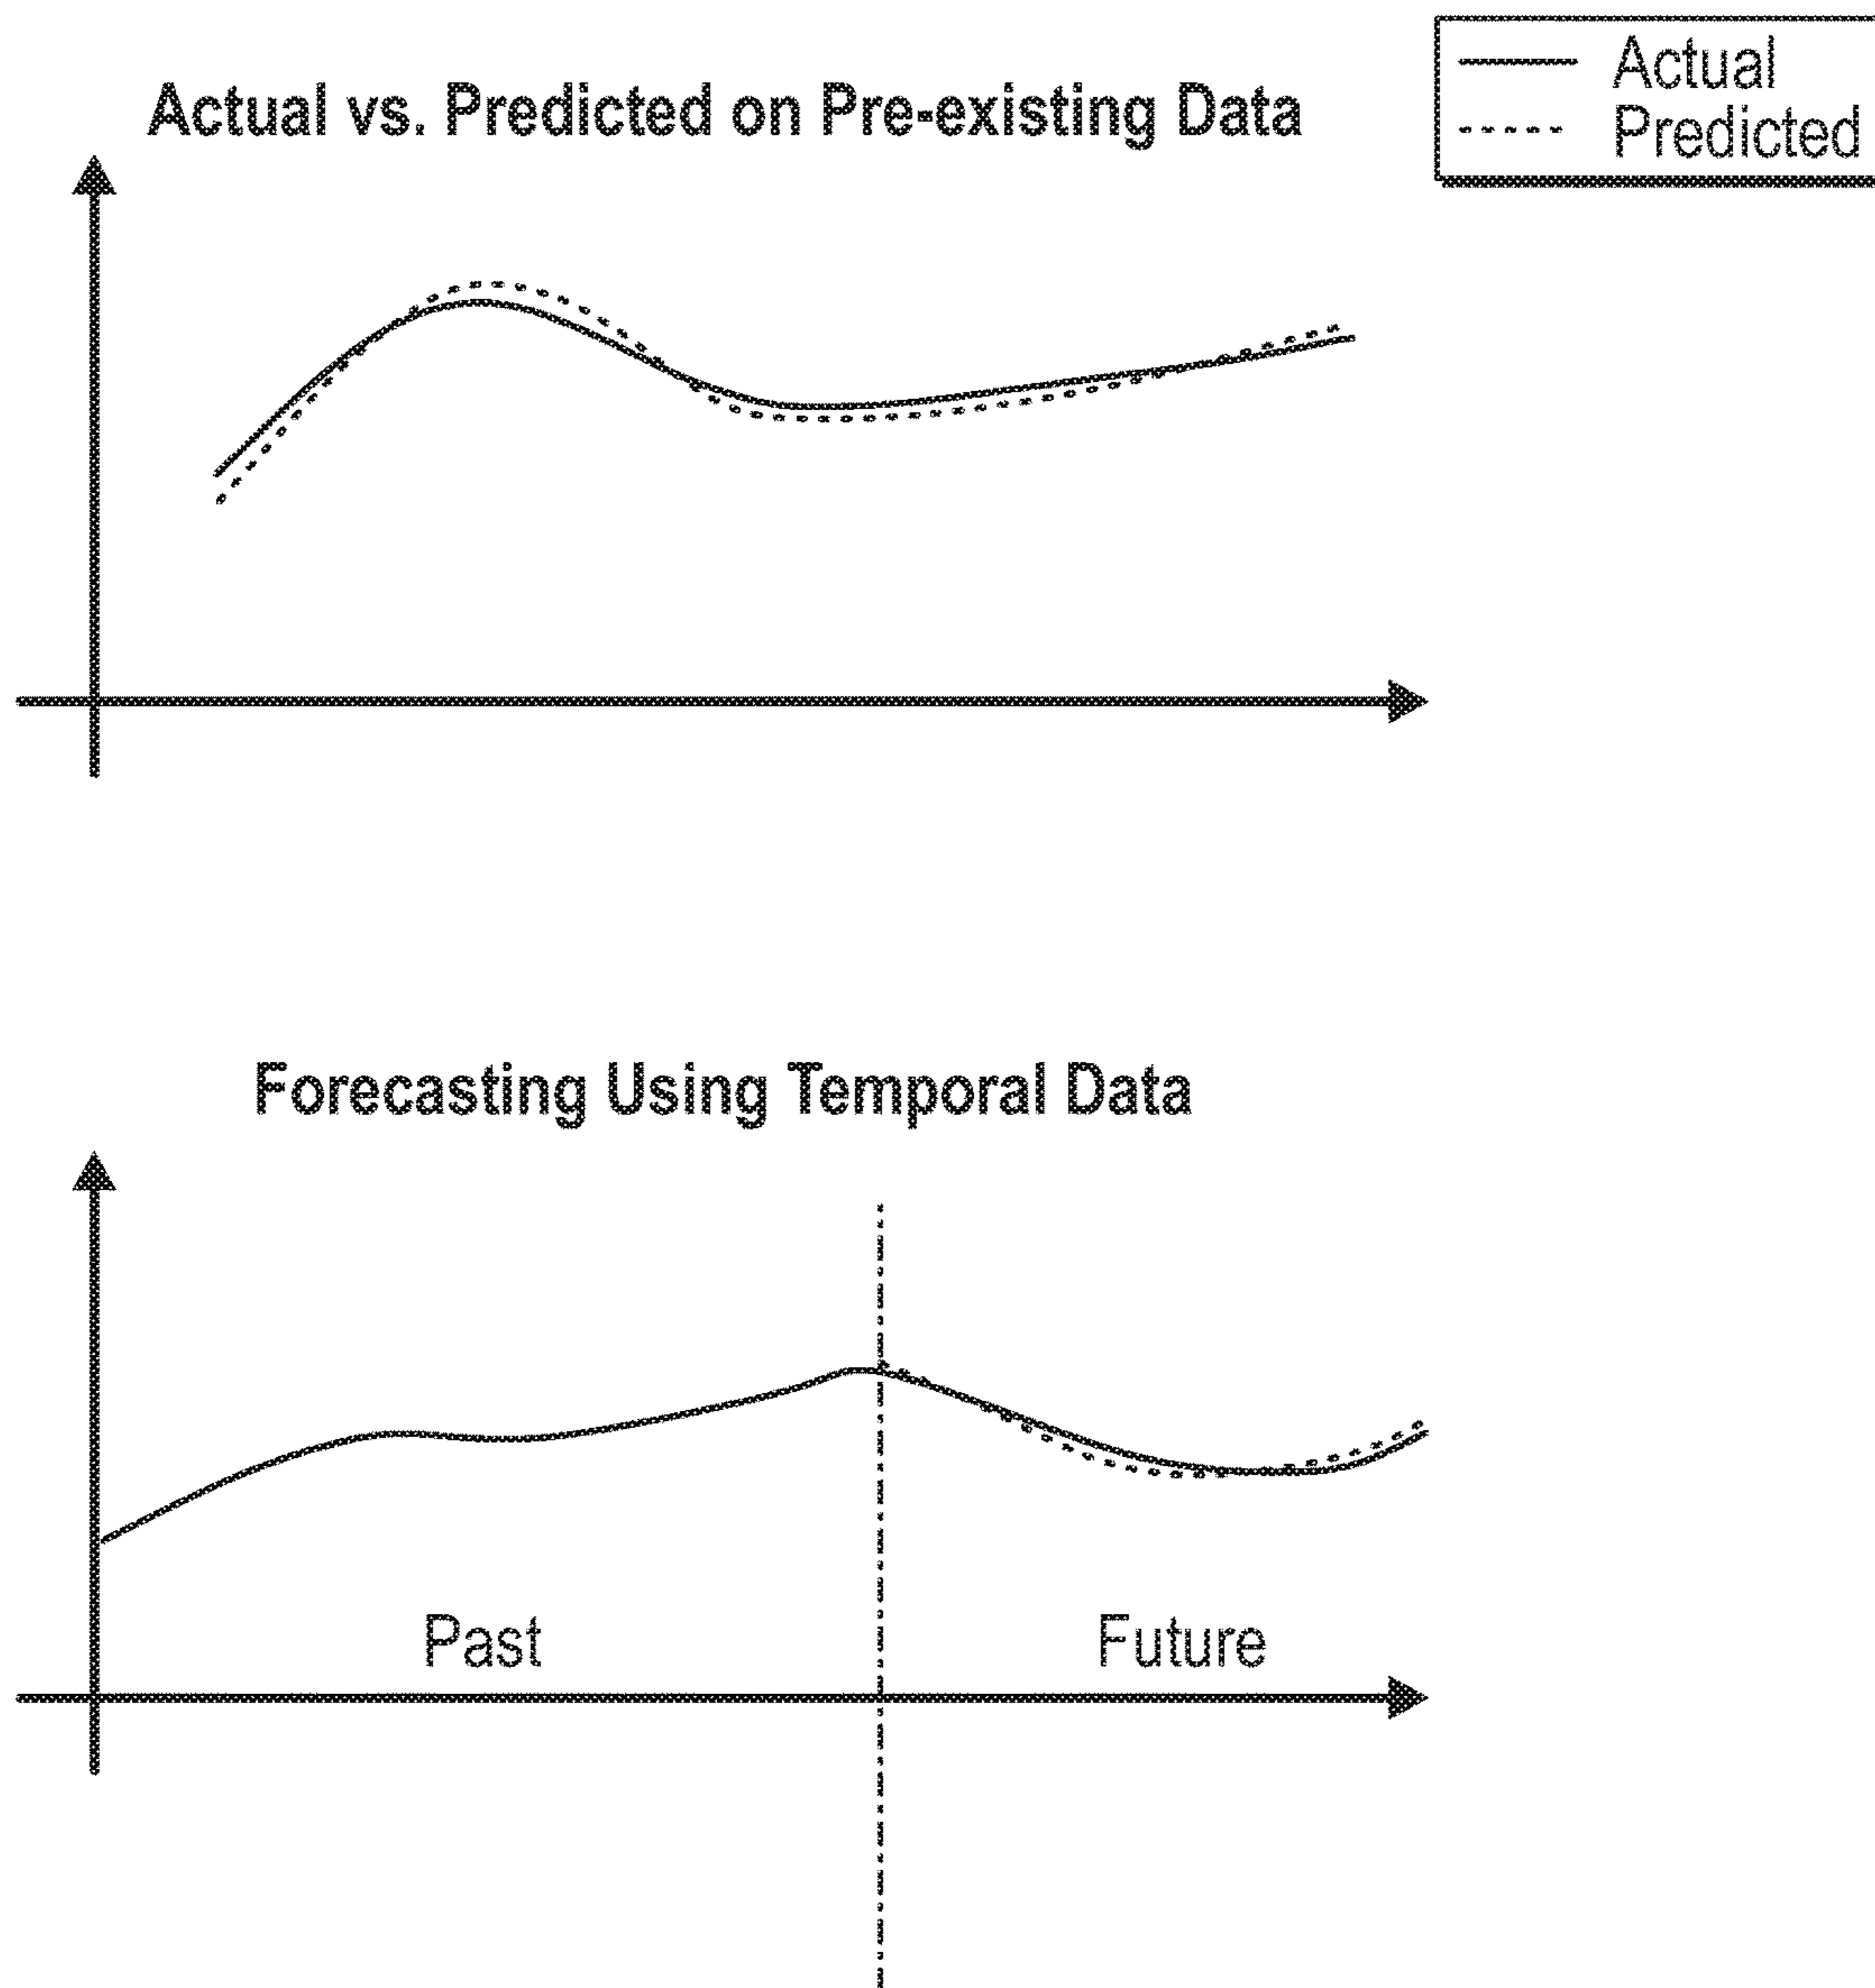 Actual vs. Predicted on Pre-existing Data
Actual
Predicted
Forecasting Using Temporal Data
Past
Future